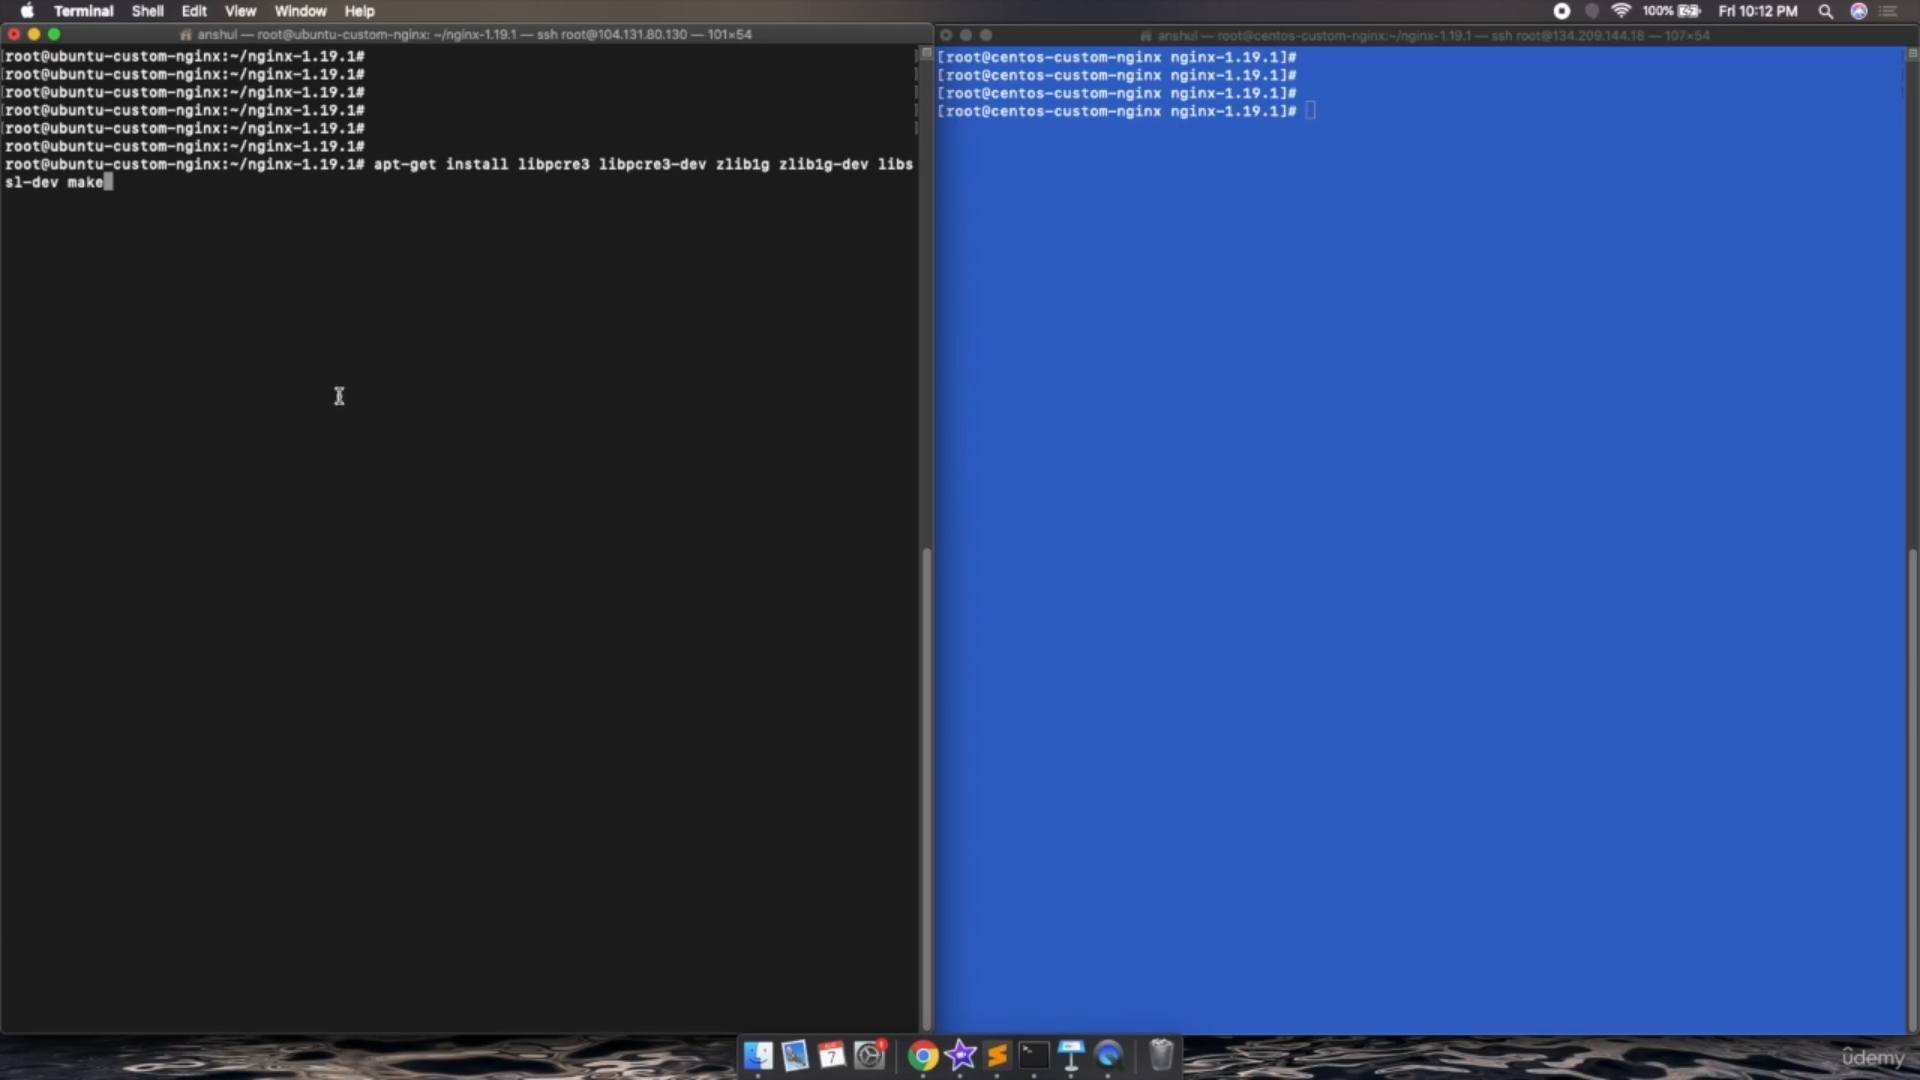 Terminal Shell Edit View Window Help
100% Fri 10:12 PM
anshul — root@ubuntu-custom-nginx: ~/nginx-1.19.1 — ssh root@104.131.80.130 — 101×54
[root@ubuntu-custom-nginx:~/nginx-1.19.1# ]
[root@ubuntu-custom-nginx:~/nginx-1.19.1# ]
[root@ubuntu-custom-nginx:~/nginx-1.19.1# ]
[root@ubuntu-custom-nginx:~/nginx-1.19.1# ]
[root@ubuntu-custom-nginx:~/nginx-1.19.1# ]
root@ubuntu-custom-nginx:~/nginx-1.19.1#
root@ubuntu-custom-nginx:~/nginx-1.19.1# apt-get install libpcre3 libpcre3-dev zlib1g zlib1g-dev libs
sl-dev make
anshul — root@centos-custom-nginx:~/nginx-1.19.1 — ssh root@134.209.144.18 — 107×54
[root@centos-custom-nginx nginx-1.19.1]#
[root@centos-custom-nginx nginx-1.19.1]#
[root@centos-custom-nginx nginx-1.19.1]#
[root@centos-custom-nginx nginx-1.19.1]#
7
1
ûdemy